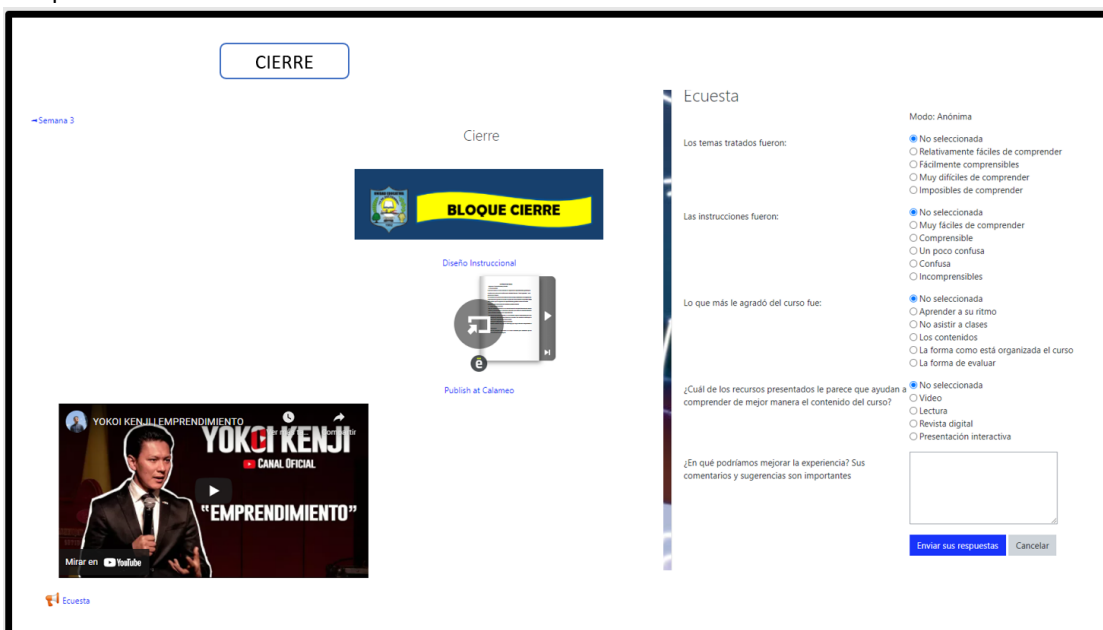 CIERRE
Semana 3
Cierre
BLOQUE CIERRE
Diseño Instruccional
Publish at Calameo
YOKOI KENJI | EMPRENDIMIENTO
YOKOI KENJI
CANAL OFICIAL
"EMPRENDIMIENTO"
Mirar en YouTube
Ecuesta
Ecuesta
Modo: Anónima
Los temas tratados fueron:
No seleccionada
Relativamente fáciles de comprender
Fácilmente comprensibles
Muy difíciles de comprender
Imposibles de comprender
Las instrucciones fueron:
No seleccionada
Muy fáciles de comprender
Comprensible
Un poco confusa
Confusa
Incomprensibles
Lo que más le agradó del curso fue:
No seleccionada
Aprender a su ritmo
No asistir a clases
Los contenidos
La forma como está organizada el curso
La forma de evaluar
¿Cuál de los recursos presentados le parece que ayudan a
comprender de mejor manera el contenido del curso?
No seleccionada
Video
Lectura
Revista digital
Presentación interactiva
¿En qué podríamos mejorar la experiencia? Sus
comentarios y sugerencias son importantes
Enviar sus respuestas
Cancelar